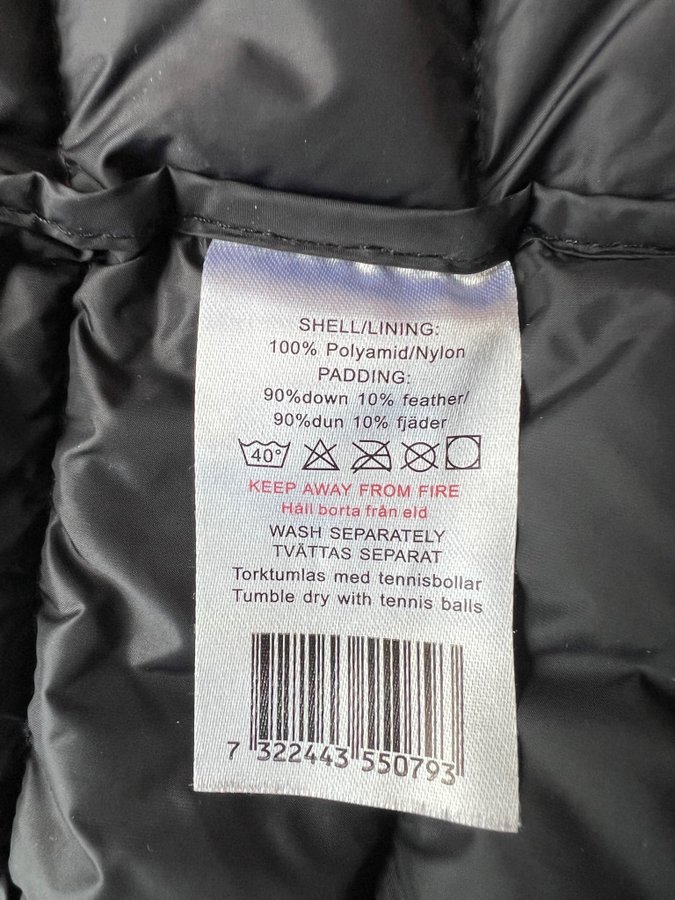 SHELL/LINING:
100% Polyamid/Nylon
PADDING:
90%down 10% feather/
90%dun 10% fjäder
40°
KEEP AWAY FROM FIRE
Håll borta från eld
WASH SEPARATELY
TVÄTTAS SEPARAT
Torktumlas med tennisbollar
Tumble dry with tennis balls
7 322443 550793